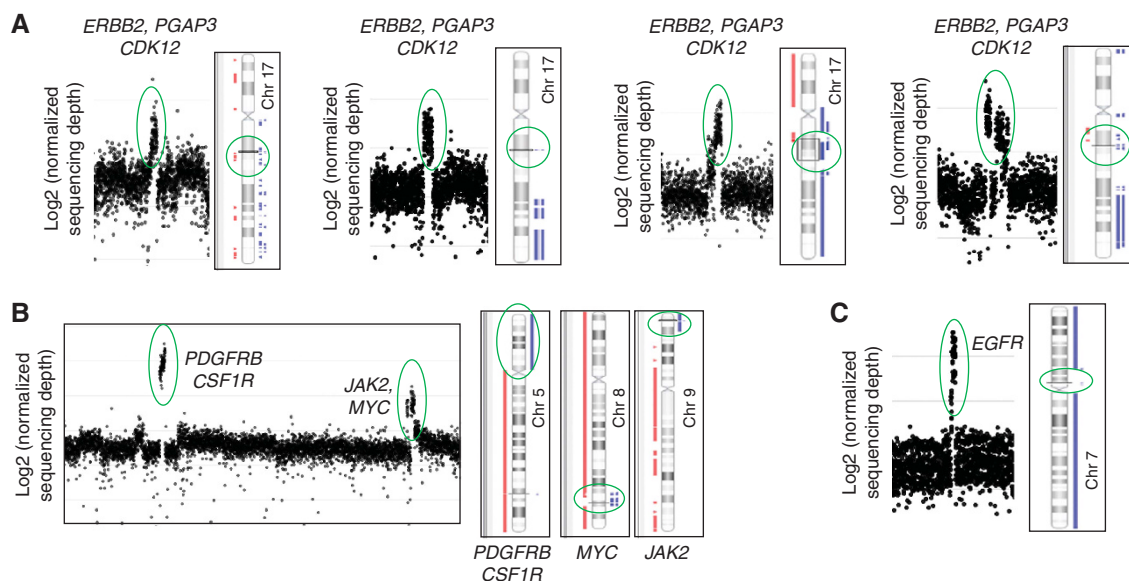 A
ERBB2, PGAP3
CDK12
Log2 (normalized
sequencing depth)
Chr 17
ERBB2, PGAP3
CDK12
Log2 (normalized
sequencing depth)
Chr 17
ERBB2, PGAP3
CDK12
Log2 (normalized
sequencing depth)
Chr 17
ERBB2, PGAP3
CDK12
Log2 (normalized
sequencing depth)
Chr 17
B
Log2 (normalized
sequencing depth)
PDGFRB
CSF1R
JAK2,
MYC
Chr 5
PDGFRB
CSF1R
Chr 8
MYC
Chr 9
JAK2
C
Log2 (normalized
sequencing depth)
EGFR
Chr 7